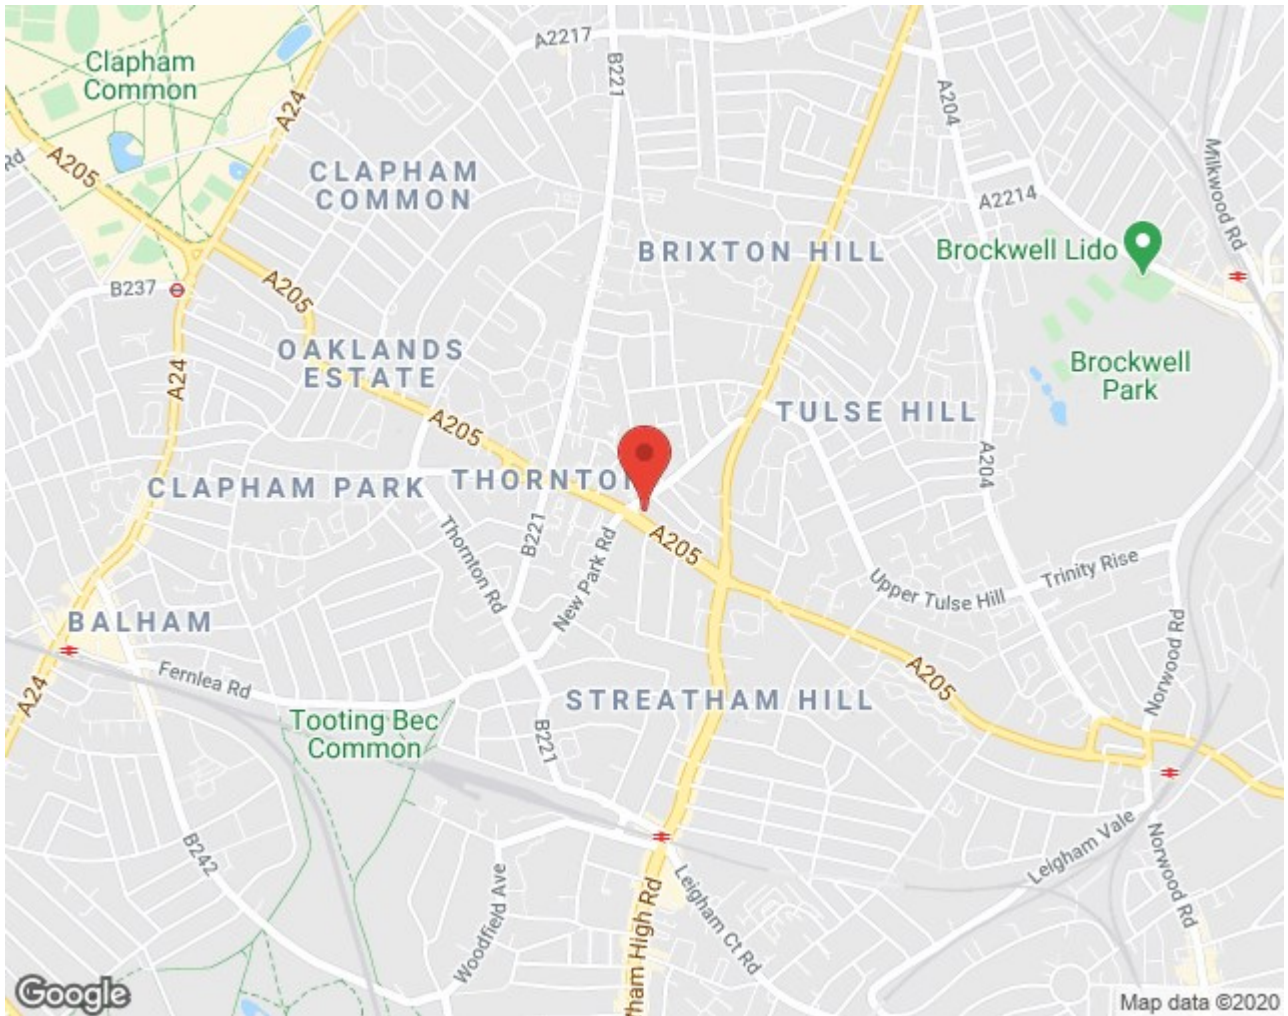 A2217
Clapham
Common
B221
A24
A204
Milkwood Rd
Rd
A205
CLAPHAM
COMMON
A2214
BRIXTON HILL
Brockwell Lido
B237
A205
OAKLANDS
ESTATE
Brockwell
Park
A24
A205
TULSE HILL
A204
CLAPHAM PARK
THORNTON
B221
A205
Thornton Rd
New Park Rd
Trinity Rise
Upper Tulse Hill
BALHAM
Norwood Rd
Fernlea Rd
A24
A205
STREATHAM HILL
Tooting Bec
Common
B221
B242
Leigham Vale
Norwood Rd
Woodfield Ave
Leigham Ct Rd
tham High Rd
Google
Map data ©2020